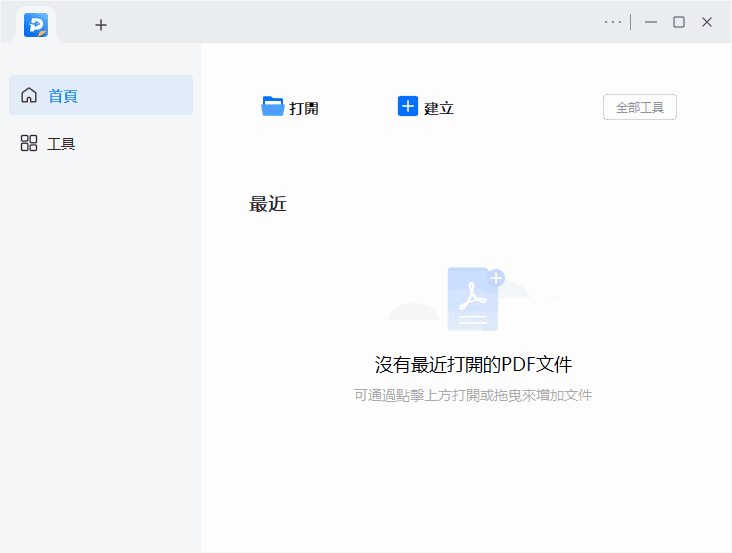 首頁
工具
打開
建立
全部工具
最近
沒有最近打開的PDF文件
可通過點擊上方打開或拖曳來增加文件